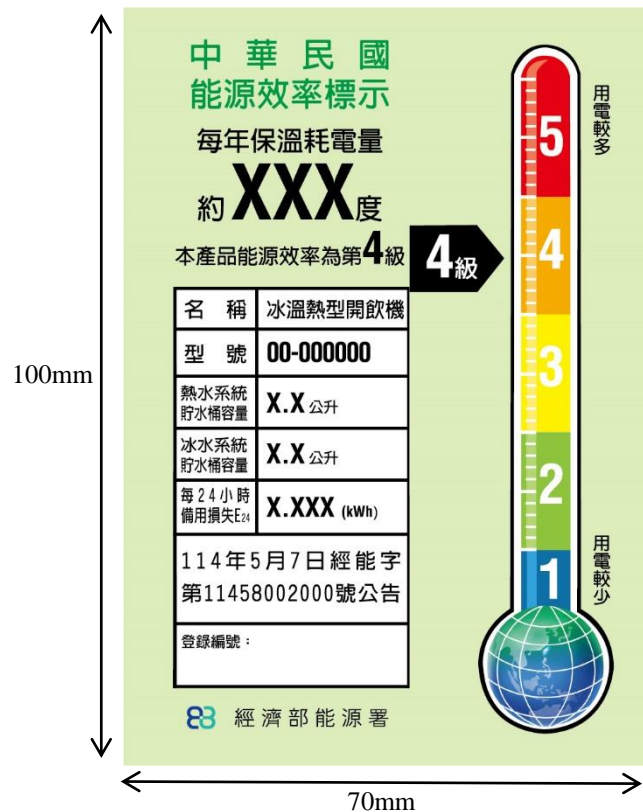 中華民國
能源效率標示
每年保溫耗電量
約XXX度
本產品能源效率為第4級
4級
名稱 冰溫熱型開飲機
型號 00-000000
熱水系統
貯水桶容量 X.X 公升
冰水系統
貯水桶容量 X.X 公升
每24小時
備用損失E24 X.XXX (kWh)
114年5月7日經能字
第11458002000號公告
登錄編號：
經濟部能源署
用電較多
5
4
3
2
1
用電較少
100mm
70mm